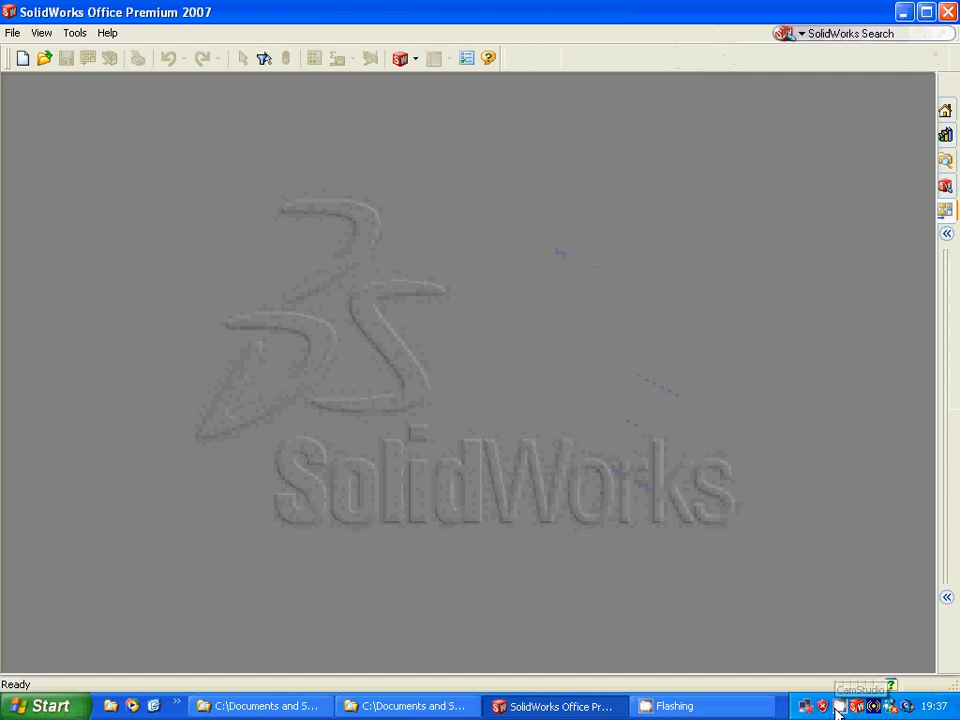 SolidWorks Office Premium 2007
File View Tools Help
SolidWorks Search
SolidWorks
Ready
CamStudio
Start
C:\Documents and S...
C:\Documents and S...
SolidWorks Office Pr...
Flashing
19:37